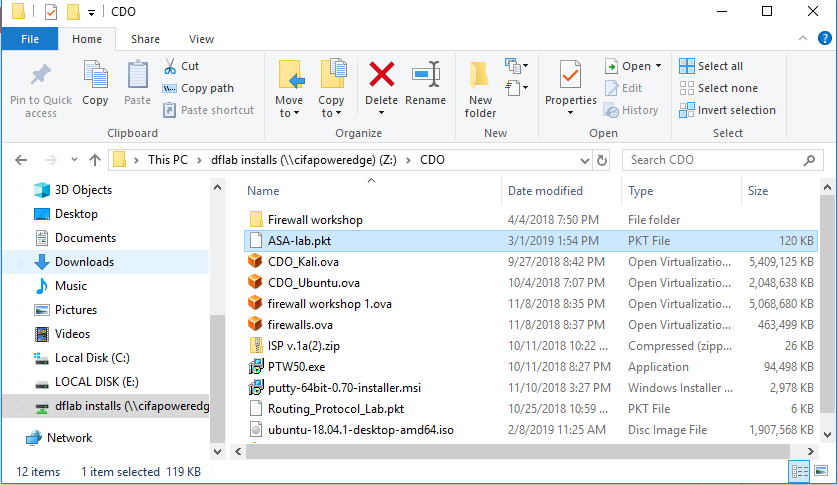 CDO
File Home Share View
Pin to Quick access
Copy
Paste
Cut
Copy path
Paste shortcut
Clipboard
Move to
Copy to
Delete
Rename
Organize
New folder
New
Properties
Open
Edit
History
Open
Select all
Select none
Invert selection
Select
This PC dflab installs (\\cifapoweredge) (Z:) CDO
Search CDO
3D Objects
Desktop
Documents
Downloads
Music
Pictures
Videos
Local Disk (C:)
LOCAL DISK (E:)
dflab installs (\\cifapoweredge
Network
Name Date modified Type Size
Firewall workshop 4/4/2018 7:50 PM File folder
ASA-lab.pkt 3/1/2019 1:54 PM PKT File 120 KB
CDO_Kali.ova 9/27/2018 8:42 PM Open Virtualizatio... 5,409,125 KB
CDO_Ubuntu.ova 10/4/2018 7:07 PM Open Virtualizatio... 2,048,638 KB
firewall workshop 1.ova 11/8/2018 8:35 PM Open Virtualizatio... 5,068,680 KB
firewalls.ova 11/8/2018 8:37 PM Open Virtualizatio... 463,499 KB
ISP v.1a(2).zip 10/11/2018 10:22 ... Compressed (zipp... 26 KB
PTW50.exe 10/11/2018 8:27 PM Application 94,498 KB
putty-64bit-0.70-installer.msi 11/10/2018 3:27 PM Windows Installer ... 2,978 KB
Routing_Protocol_Lab.pkt 10/25/2018 10:59 ... PKT File 6 KB
ubuntu-18.04.1-desktop-amd64.iso 2/8/2019 11:25 AM Disc Image File 1,907,568 KB
12 items 1 item selected 119 KB